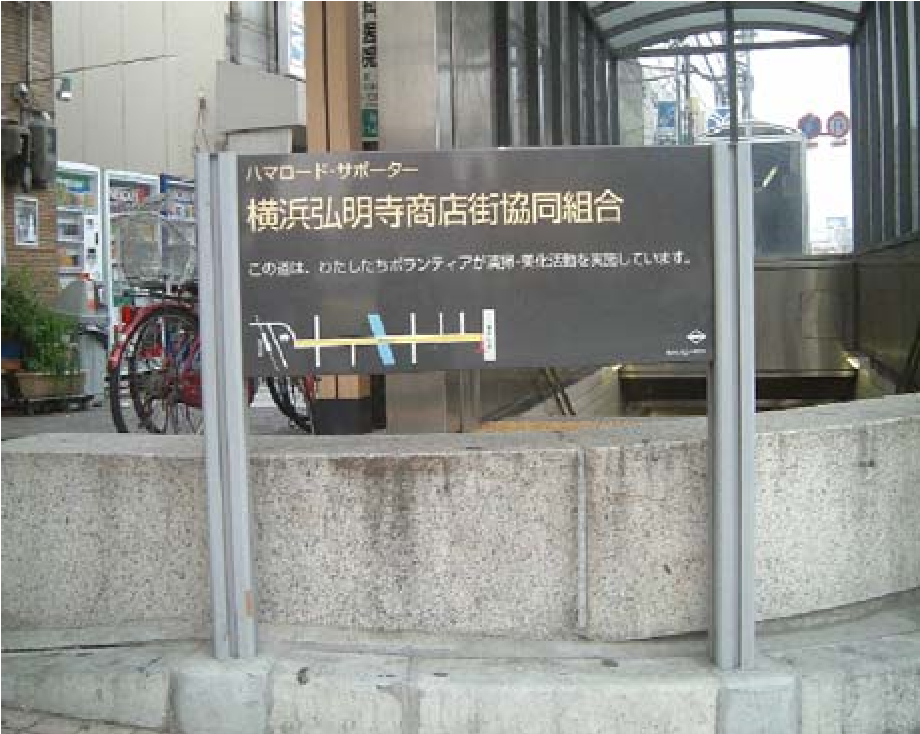 ハマロード・サポーター
横浜弘明寺商店街協同組合
この道は、わたしたちボランティアが清掃・美化活動を実施しています。